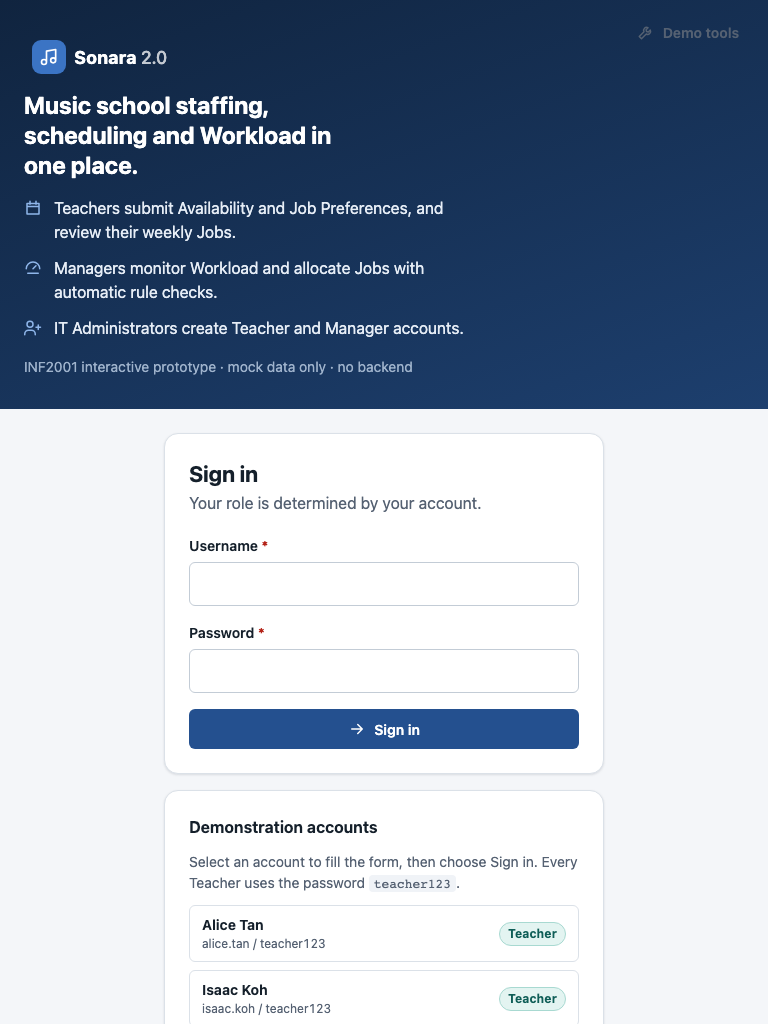 Demo tools
Sonara 2.0
Music school staffing,
scheduling and Workload in
one place.
Teachers submit Availability and Job Preferences, and
review their weekly Jobs.
Managers monitor Workload and allocate Jobs with
automatic rule checks.
IT Administrators create Teacher and Manager accounts.
INF2001 interactive prototype · mock data only · no backend
Sign in
Your role is determined by your account.
Username *
Password *
Sign in
Demonstration accounts
Select an account to fill the form, then choose Sign in. Every
Teacher uses the password teacher123.
Alice Tan
alice.tan / teacher123
Teacher
Isaac Koh
isaac.koh / teacher123
Teacher